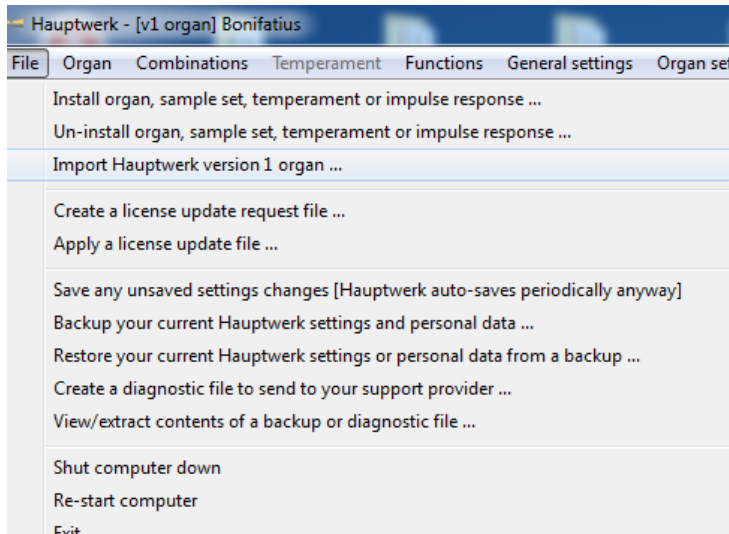 Hauptwerk - [v1 organ] Bonifatius
File Organ Combinations Temperament Functions General settings Organ set
Install organ, sample set, temperament or impulse response ...
Un-install organ, sample set, temperament or impulse response ...
Import Hauptwerk version 1 organ ...
Create a license update request file ...
Apply a license update file ...
Save any unsaved settings changes [Hauptwerk auto-saves periodically anyway]
Backup your current Hauptwerk settings and personal data ...
Restore your current Hauptwerk settings or personal data from a backup ...
Create a diagnostic file to send to your support provider ...
View/extract contents of a backup or diagnostic file ...
Shut computer down
Re-start computer
Exit